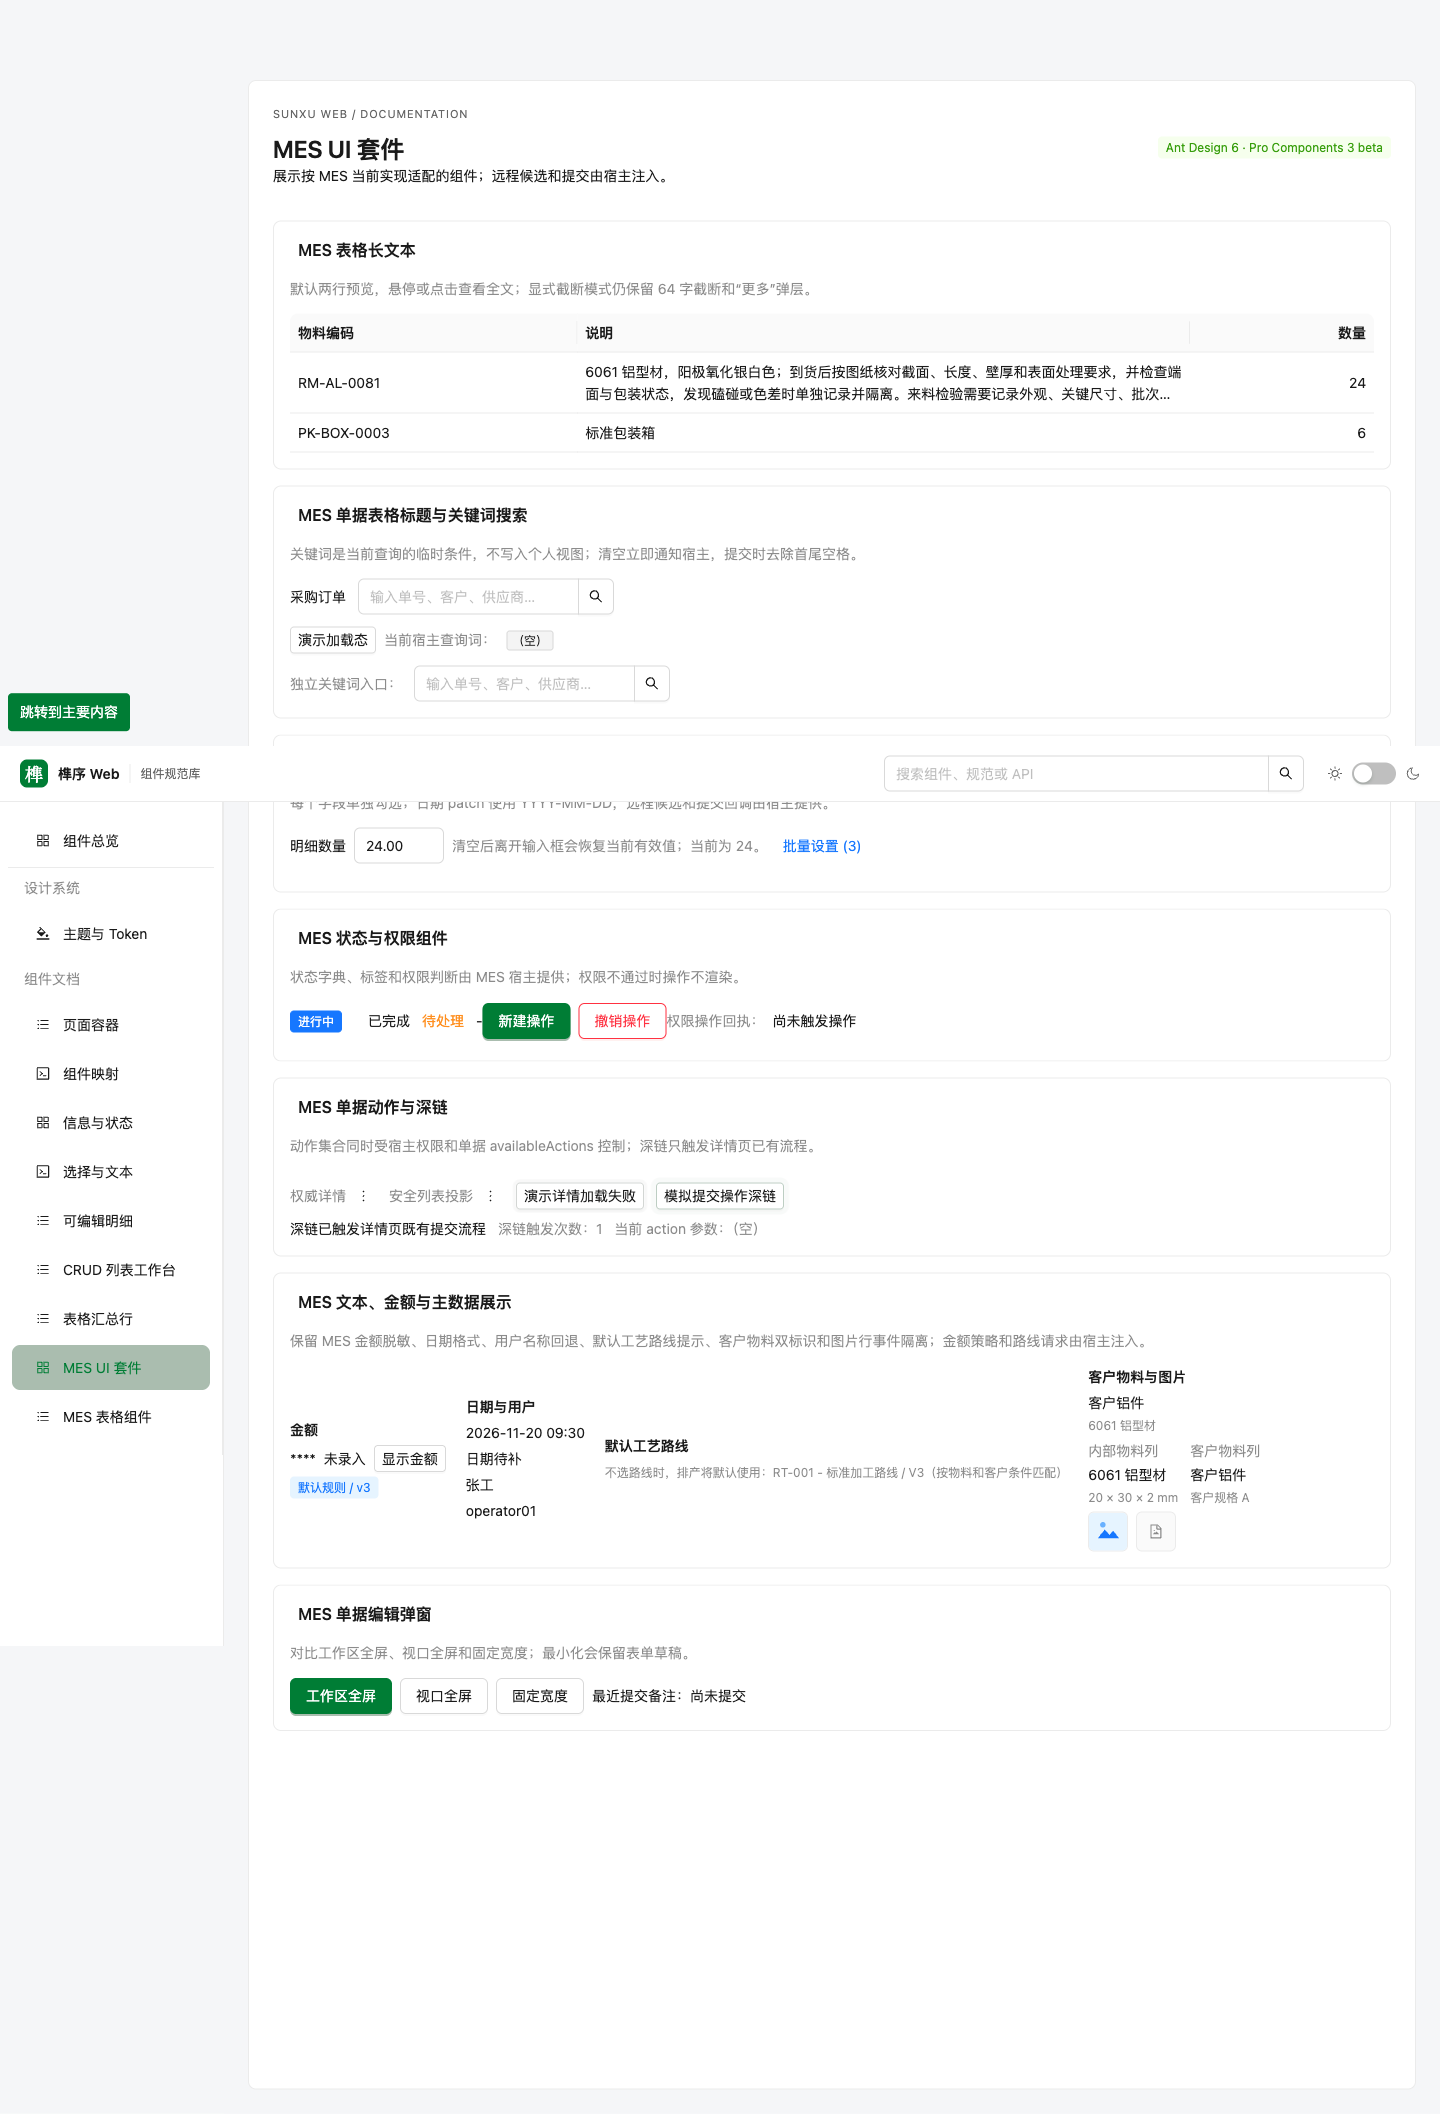 SUNXU WEB / DOCUMENTATION
MES UI 套件
Ant Design 6 · Pro Components 3 beta
展示按 MES 当前实现适配的组件；远程候选和提交由宿主注入。
MES 表格长文本
默认两行预览，悬停或点击查看全文；显式截断模式仍保留 64 字截断和“更多”弹层。
物料编码 说明 数量
RM-AL-0081
6061 铝型材，阳极氧化银白色；到货后按图纸核对截面、长度、壁厚和表面处理要求，并检查端
面与包装状态，发现磕碰或色差时单独记录并隔离。来料检验需要记录外观、关键尺寸、批次...
24
PK-BOX-0003 标准包装箱 6
MES 单据表格标题与关键词搜索
关键词是当前查询的临时条件，不写入个人视图；清空立即通知宿主，提交时去除首尾空格。
采购订单 输入单号、客户、供应商...
演示加载态 当前宿主查询词： (空)
独立关键词入口： 输入单号、客户、供应商...
跳转到主要内容
榫 榫序 Web 组件规范库
搜索组件、规范或 API
每个字段单独勾选；日期 patch 使用 YYYY-MM-DD，远程候选和提交回调由宿主提供。
明细数量 24.00 清空后离开输入框会恢复当前有效值；当前为 24。 批量设置 (3)
组件总览
设计系统
主题与 Token
组件文档
页面容器
组件映射
信息与状态
选择与文本
可编辑明细
CRUD 列表工作台
表格汇总行
MES UI 套件
MES 表格组件
MES 状态与权限组件
状态字典、标签和权限判断由 MES 宿主提供；权限不通过时操作不渲染。
进行中 已完成 待处理 - 新建操作 撤销操作 权限操作回执： 尚未触发操作
MES 单据动作与深链
动作集合同时受宿主权限和单据 availableActions 控制；深链只触发详情页已有流程。
权威详情 安全列表投影 演示详情加载失败 模拟提交操作深链
深链已触发详情页既有提交流程 深链触发次数：1 当前 action 参数：（空）
MES 文本、金额与主数据展示
保留 MES 金额脱敏、日期格式、用户名称回退、默认工艺路线提示、客户物料双标识和图片行事件隔离；金额策略和路线请求由宿主注入。
金额
**** 未录入 显示金额
默认规则 / v3
日期与用户
2026-11-20 09:30
日期待补
张工
operator01
默认工艺路线
不选路线时，排产将默认使用：RT-001 - 标准加工路线 / V3（按物料和客户条件匹配）
客户物料与图片
客户铝件
6061 铝型材
内部物料列 客户物料列
6061 铝型材 客户铝件
20 × 30 × 2 mm 客户规格 A
MES 单据编辑弹窗
对比工作区全屏、视口全屏和固定宽度；最小化会保留表单草稿。
工作区全屏 视口全屏 固定宽度 最近提交备注：尚未提交